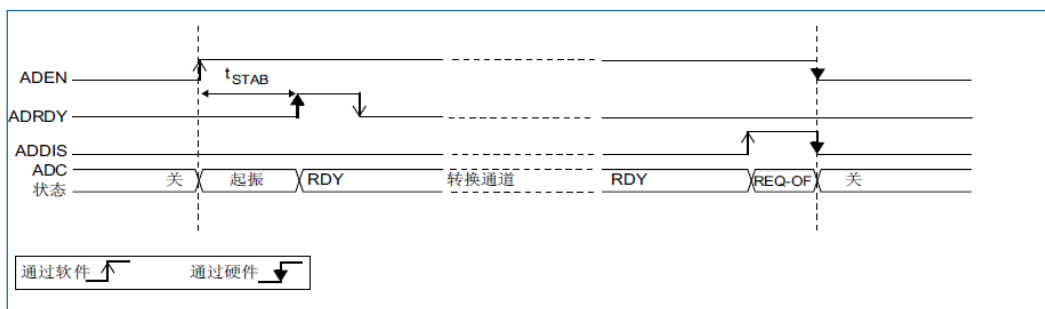 ADEN
tSTAB
ADRDY
ADDIS
ADC
状态
关 起振 RDY 转换通道 RDY REQ-OF 关
通过软件 通过硬件